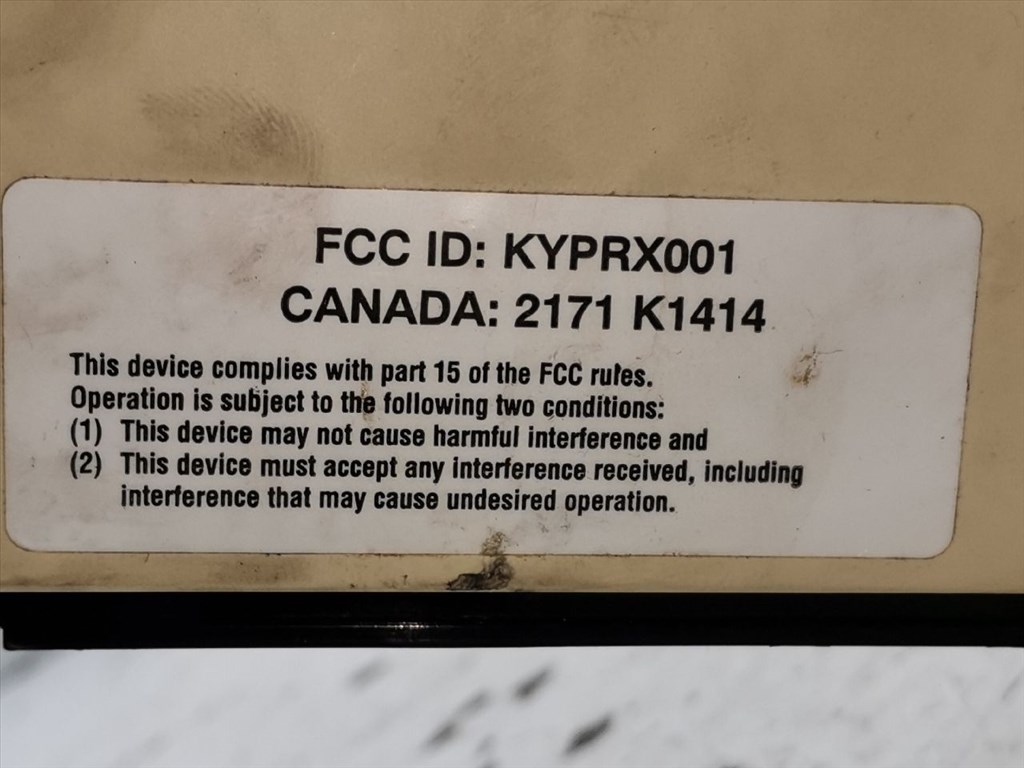 FCC ID: KYPRX001
CANADA: 2171 K1414
This device complies with part 15 of the FCC rules.
Operation is subject to the following two conditions:
(1) This device may not cause harmful interference and
(2) This device must accept any interference received, including
interference that may cause undesired operation.